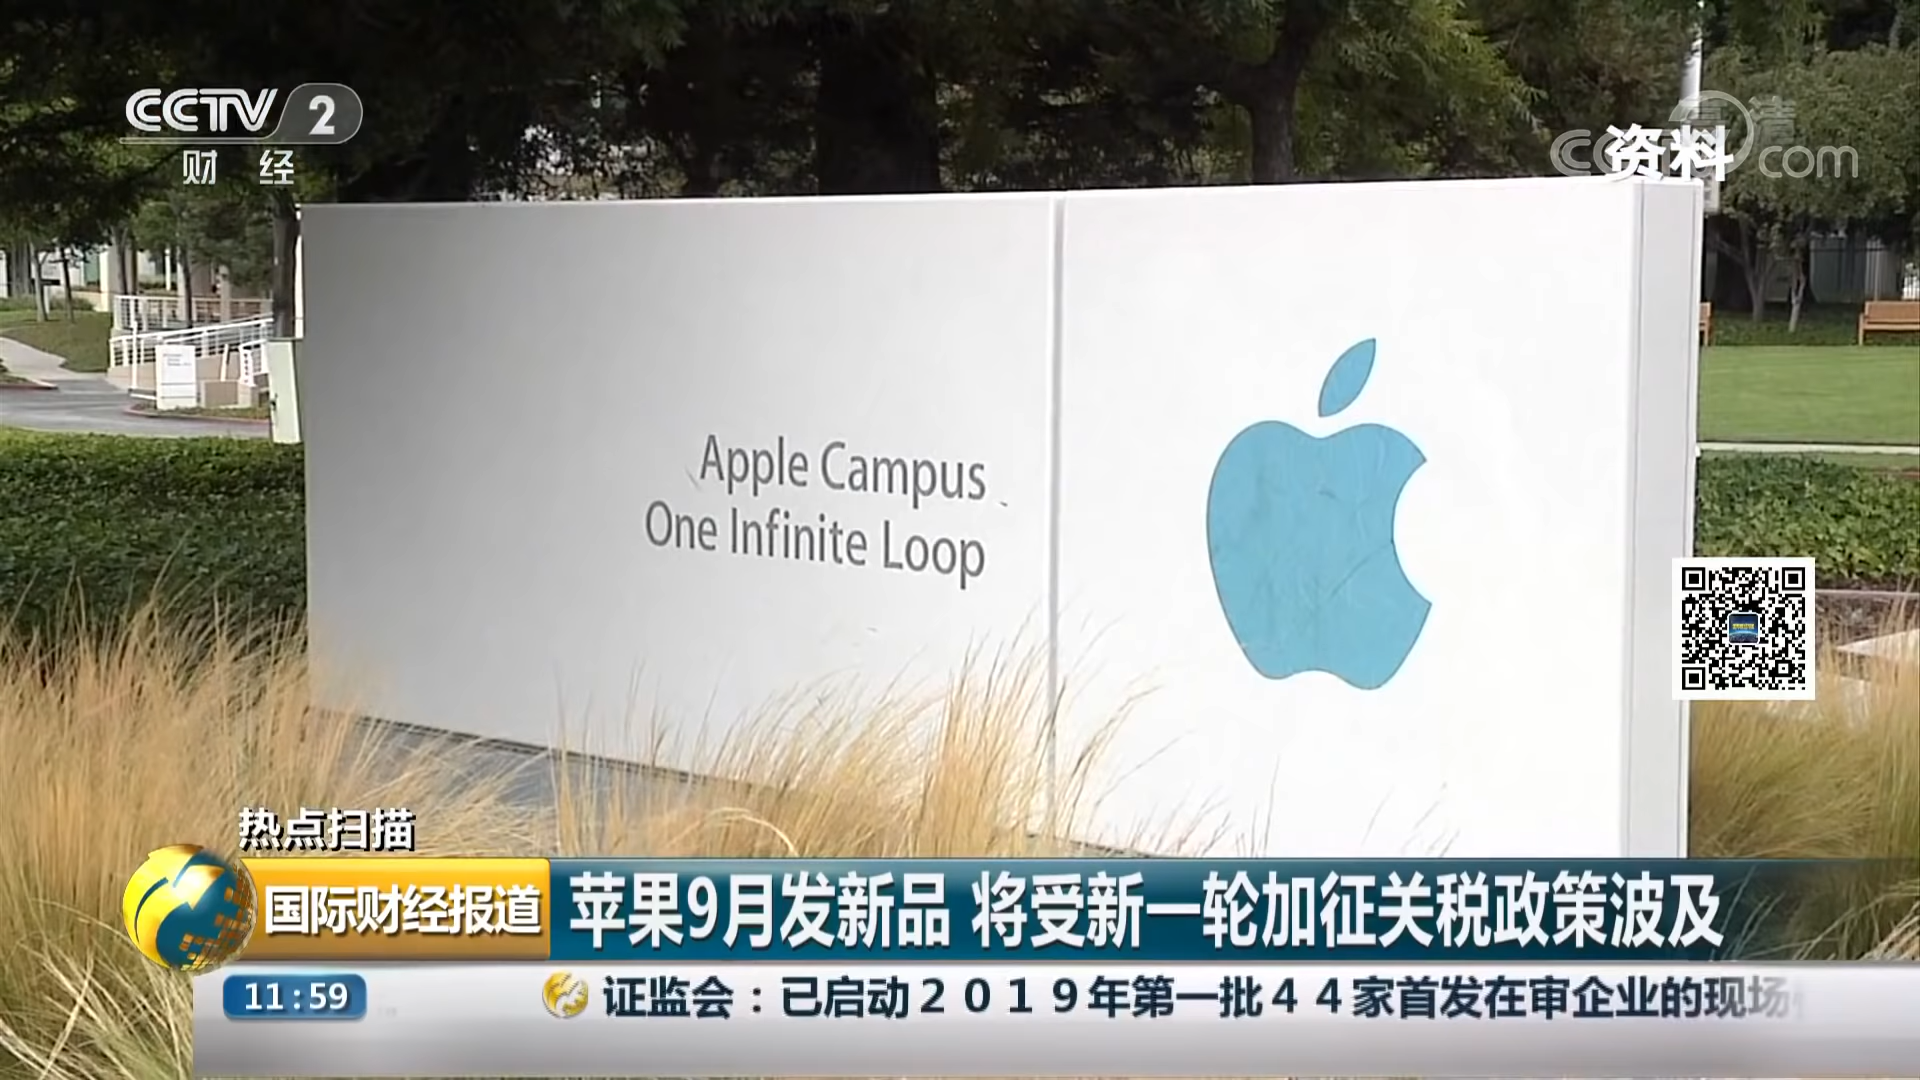 CCTV 2
财 经
资料
com
Apple Campus
One Infinite Loop
热点扫描
国际财经报道
苹果9月发新品 将受新一轮加征关税政策波及
11:59
证监会：已启动2019年第一批44家首发在审企业的现场